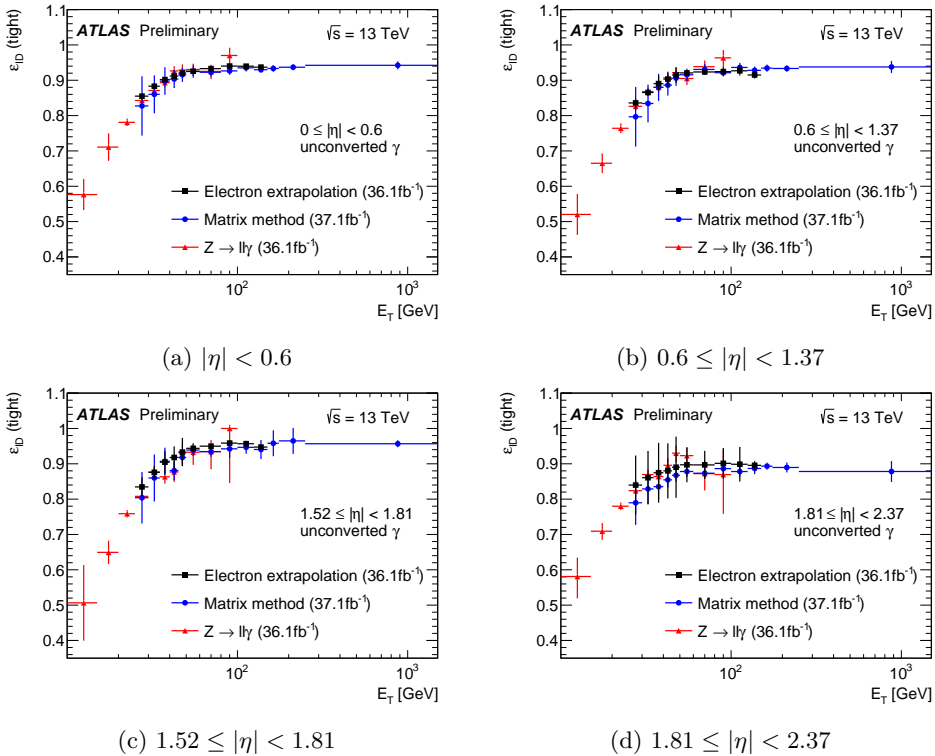 ATLAS Preliminary √s = 13 TeV
ε_ID (tight)
1.1
1
0.9
0.8
0.7
0.6
0.5
0.4
0 ≤ |η| < 0.6
unconverted γ
Electron extrapolation (36.1fb⁻¹)
Matrix method (37.1fb⁻¹)
Z → llγ (36.1fb⁻¹)
10² 10³
E_T [GeV]
(a) |η| < 0.6
ATLAS Preliminary √s = 13 TeV
ε_ID (tight)
1.1
1
0.9
0.8
0.7
0.6
0.5
0.4
0.6 ≤ |η| < 1.37
unconverted γ
Electron extrapolation (36.1fb⁻¹)
Matrix method (37.1fb⁻¹)
Z → llγ (36.1fb⁻¹)
10² 10³
E_T [GeV]
(b) 0.6 ≤ |η| < 1.37
ATLAS Preliminary √s = 13 TeV
ε_ID (tight)
1.1
1
0.9
0.8
0.7
0.6
0.5
0.4
1.52 ≤ |η| < 1.81
unconverted γ
Electron extrapolation (36.1fb⁻¹)
Matrix method (37.1fb⁻¹)
Z → llγ (36.1fb⁻¹)
10² 10³
E_T [GeV]
(c) 1.52 ≤ |η| < 1.81
ATLAS Preliminary √s = 13 TeV
ε_ID (tight)
1.1
1
0.9
0.8
0.7
0.6
0.5
0.4
1.81 ≤ |η| < 2.37
unconverted γ
Electron extrapolation (36.1fb⁻¹)
Matrix method (37.1fb⁻¹)
Z → llγ (36.1fb⁻¹)
10² 10³
E_T [GeV]
(d) 1.81 ≤ |η| < 2.37